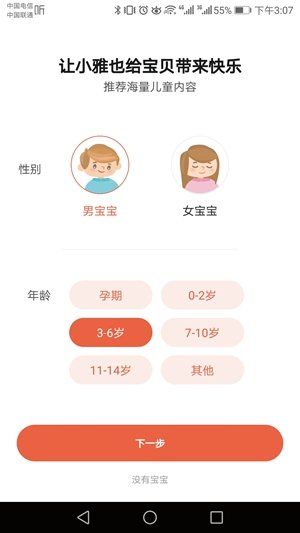 中国电信
中国联通
55% 下午3:07
让小雅也给宝贝带来快乐
推荐海量儿童内容
性别
男宝宝 女宝宝
年龄
孕期 0-2岁
3-6岁 7-10岁
11-14岁 其他
下一步
没有宝宝